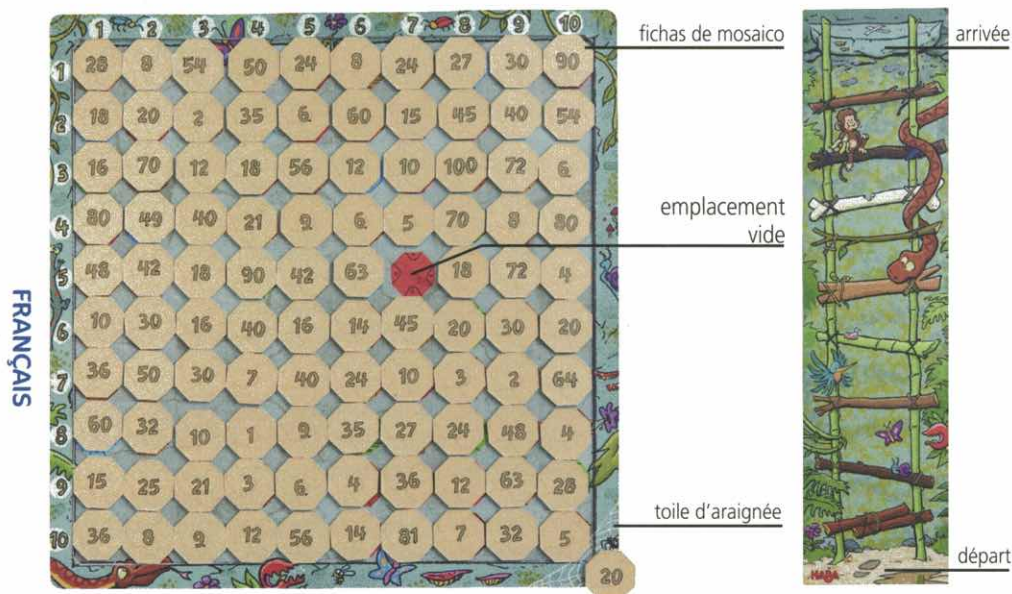 1 2 3 4 5 6 7 8 9 10
1 28 8 54 50 24 8 24 27 30 90
2 18 20 2 35 6 60 15 45 40 54
3 16 70 12 18 56 12 10 100 72 6
4 80 49 40 21 9 6 5 70 8 80
5 48 42 18 90 42 63 18 72 4
6 10 30 16 40 16 14 45 20 30 20
7 36 50 30 7 40 24 10 3 2 64
8 60 32 10 1 9 35 27 24 48 4
9 15 25 21 3 6 4 36 12 63 28
10 36 8 9 12 56 14 81 7 32 5
20
fichas de mosaico
emplacement
vide
toile d'araignée
arrivée
départ
HABA
FRANÇAIS